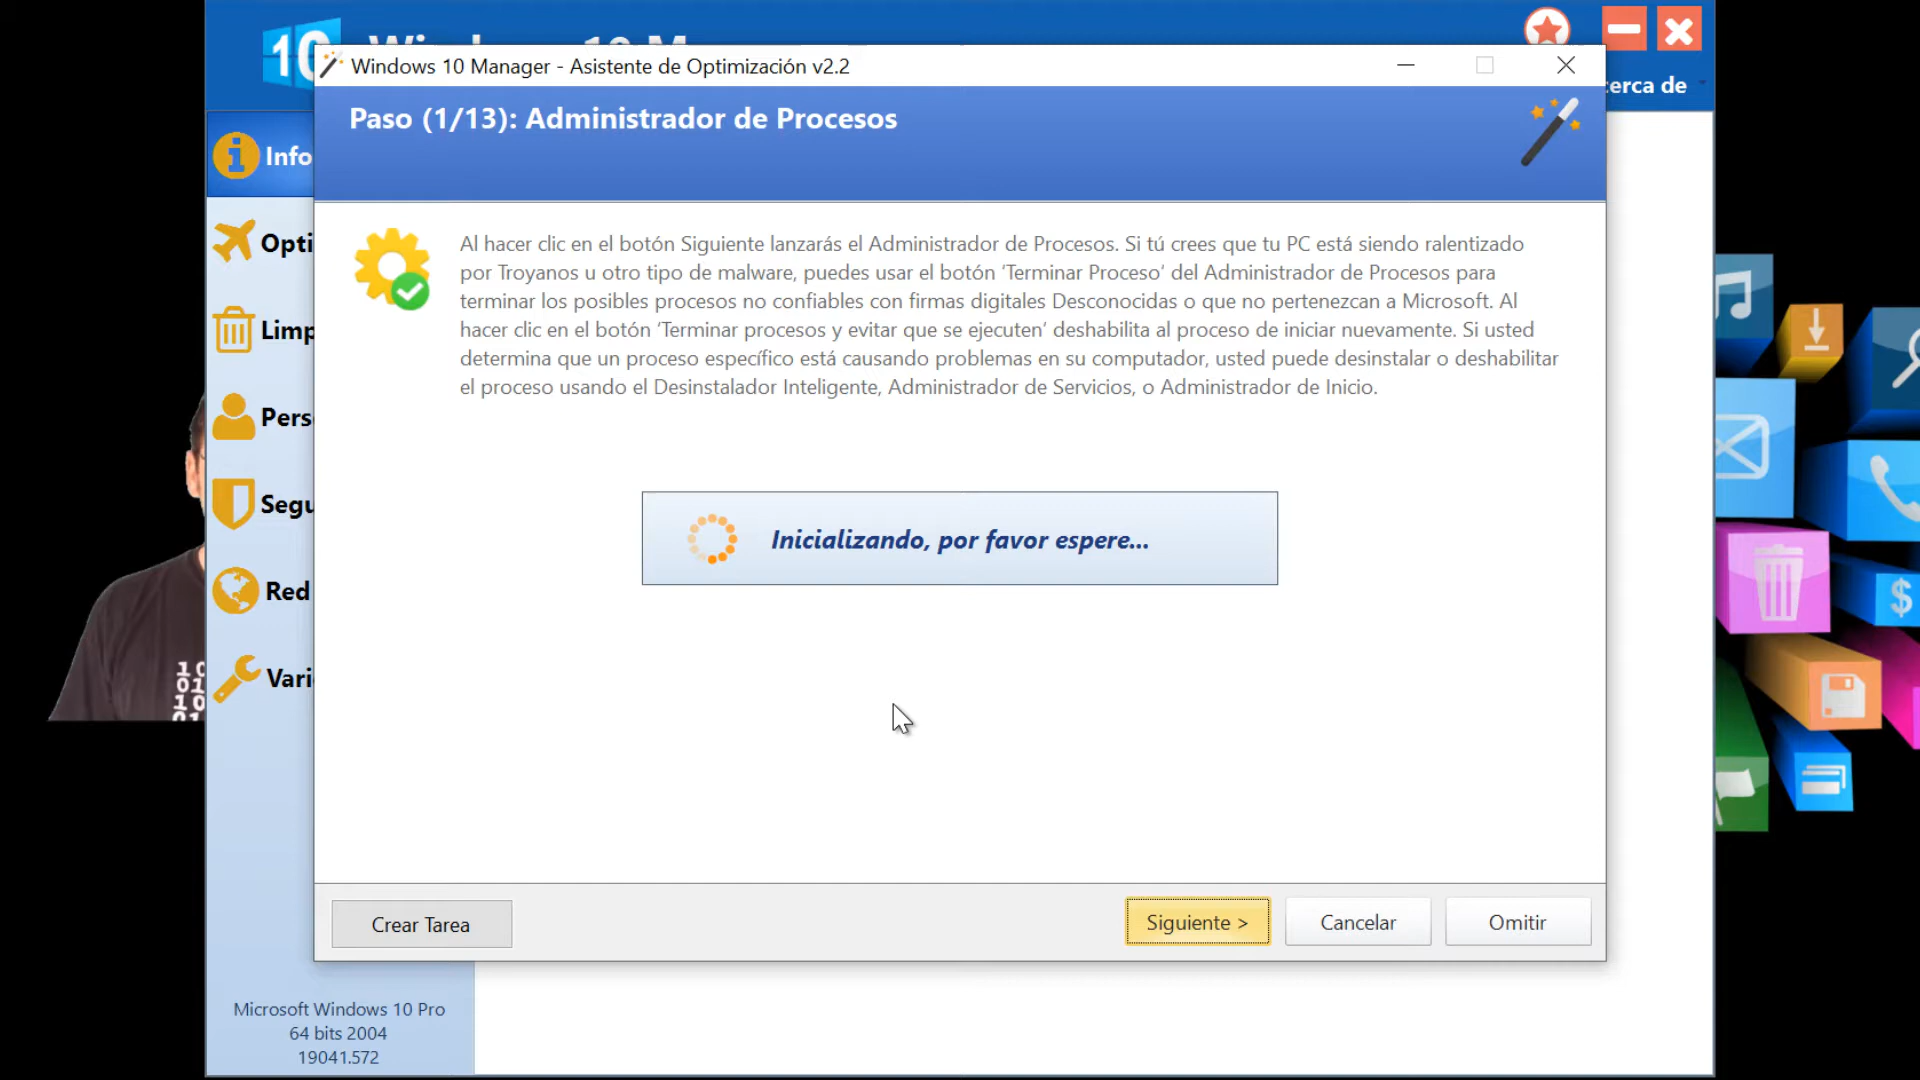 10
Windows 10 Manager - Asistente de Optimización v2.2
cerca de
Paso (1/13): Administrador de Procesos
Info
Opti
Limp
Pers
Segu
Red
Vari
Al hacer clic en el botón Siguiente lanzarás el Administrador de Procesos. Si tú crees que tu PC está siendo ralentizado
por Troyanos u otro tipo de malware, puedes usar el botón ‘Terminar Proceso‘ del Administrador de Procesos para
terminar los posibles procesos no confiables con firmas digitales Desconocidas o que no pertenezcan a Microsoft. Al
hacer clic en el botón ‘Terminar procesos y evitar que se ejecuten‘ deshabilita al proceso de iniciar nuevamente. Si usted
determina que un proceso específico está causando problemas en su computador, usted puede desinstalar o deshabilitar
el proceso usando el Desinstalador Inteligente, Administrador de Servicios, o Administrador de Inicio.
Inicializando, por favor espere...
Crear Tarea
Siguiente >
Cancelar
Omitir
Microsoft Windows 10 Pro
64 bits 2004
19041.572